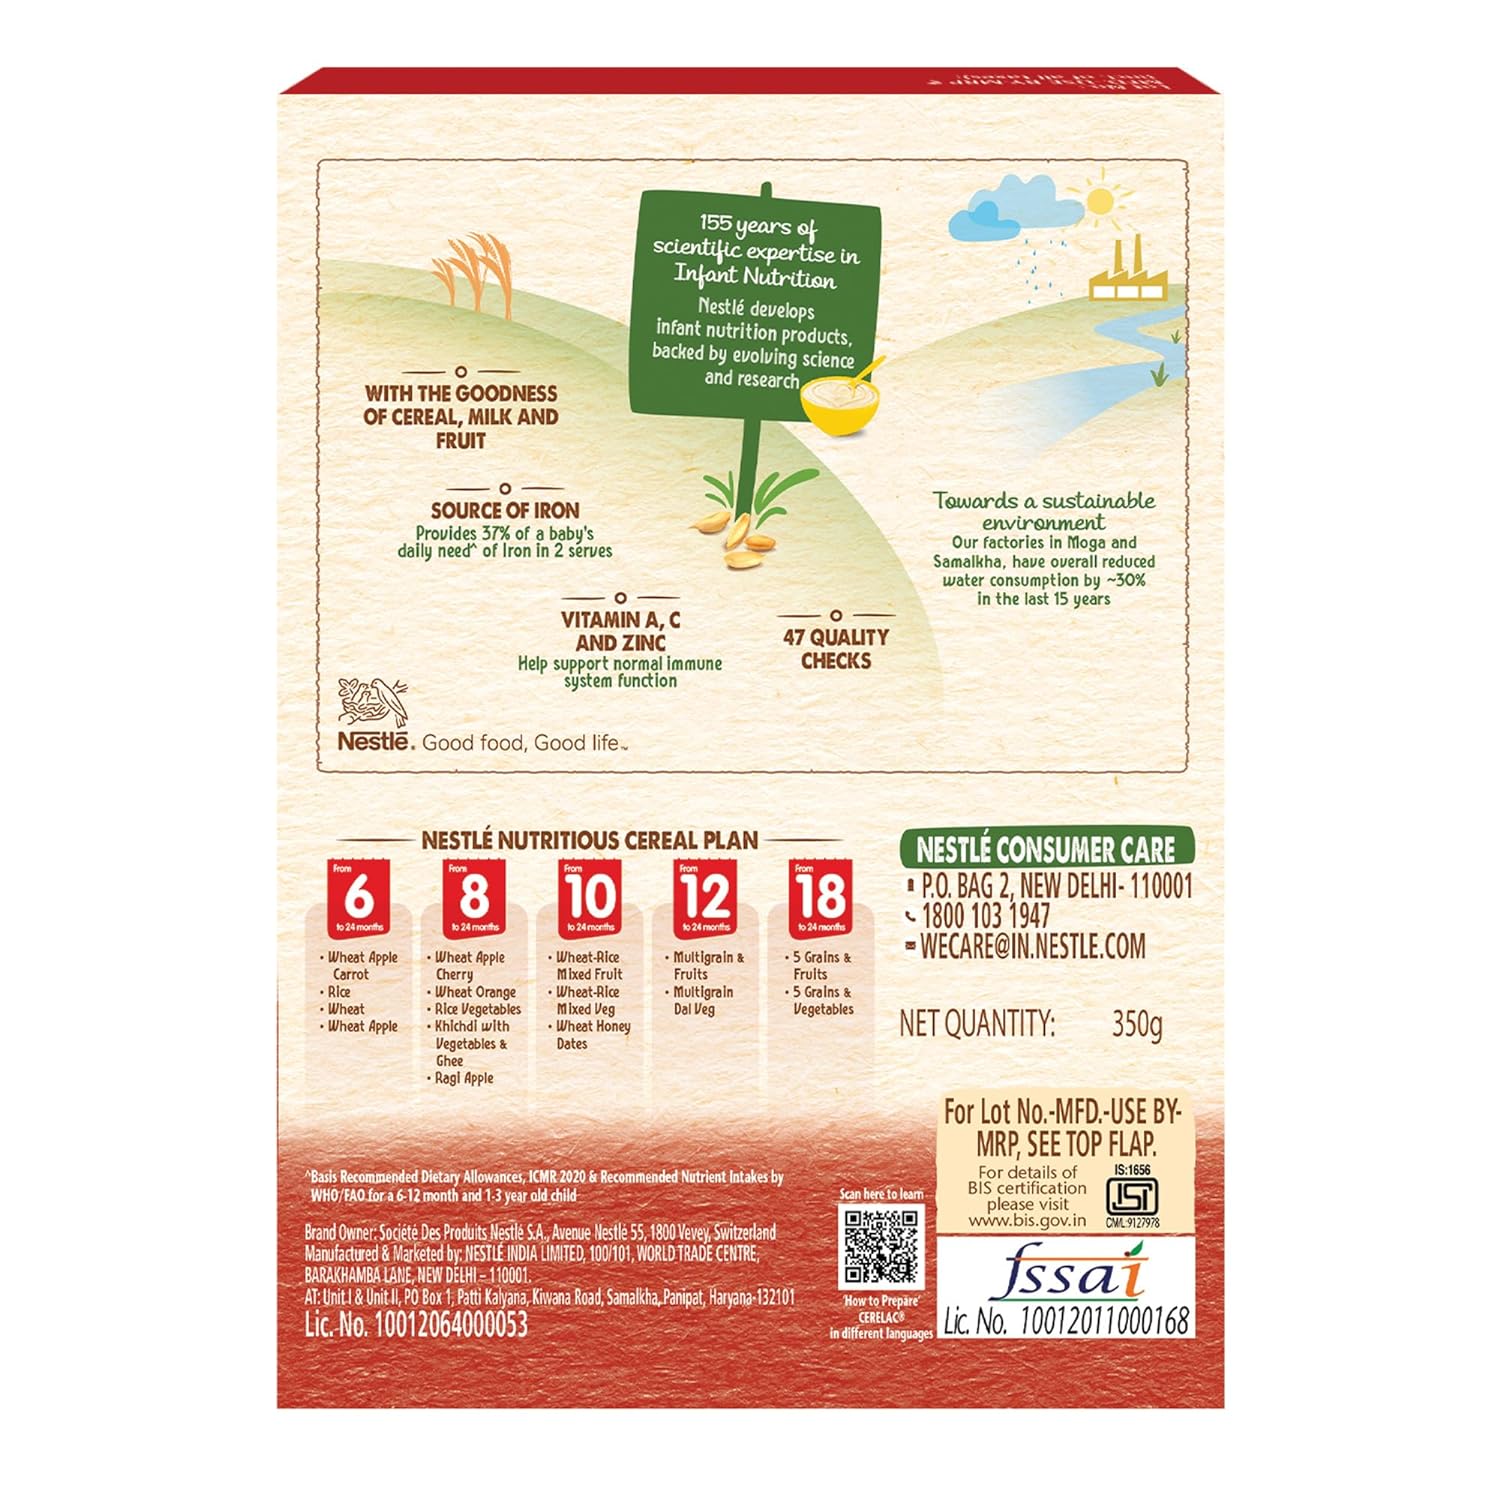 155 years of
scientific expertise in
Infant Nutrition
Nestlé develops
infant nutrition products,
backed by evolving science
and research
WITH THE GOODNESS
OF CEREAL, MILK AND
FRUIT
SOURCE OF IRON
Provides 37% of a baby's
daily need^ of Iron in 2 serves
VITAMIN A, C
AND ZINC
Help support normal immune
system function
47 QUALITY
CHECKS
Towards a sustainable
environment
Our factories in Moga and
Samalkha, have overall reduced
water consumption by ~30%
in the last 15 years
Nestlé. Good food, Good life™
NESTLÉ NUTRITIOUS CEREAL PLAN
From
6
to 24 months
• Wheat Apple
Carrot
• Rice
• Wheat
• Wheat Apple
From
8
to 24 months
• Wheat Apple
Cherry
• Wheat Orange
• Rice Vegetables
• Khichdi with
Vegetables &
Ghee
• Ragi Apple
From
10
to 24 months
• Wheat-Rice
Mixed Fruit
• Wheat-Rice
Mixed Veg
• Wheat Honey
Dates
From
12
to 24 months
• Multigrain &
Fruits
• Multigrain
Dal Veg
From
18
to 24 months
• 5 Grains &
Fruits
• 5 Grains &
Vegetables
NESTLÉ CONSUMER CARE
P.O. BAG 2, NEW DELHI- 110001
1800 103 1947
WECARE@IN.NESTLE.COM
NET QUANTITY: 350g
For Lot No.-MFD.-USE BY-
MRP, SEE TOP FLAP.
For details of
BIS certification
please visit
www.bis.gov.in
IS:1656
ISI
CM/L:9127978
fssai
Lic. No. 10012011000168
^Basis Recommended Dietary Allowances, ICMR 2020 & Recommended Nutrient Intakes by
WHO/FAO for a 6-12 month and 1-3 year old child
Brand Owner: Société Des Produits Nestlé S.A., Avenue Nestlé 55, 1800 Vevey, Switzerland
Manufactured & Marketed by: NESTLÉ INDIA LIMITED, 100/101, WORLD TRADE CENTRE,
BARAKHAMBA LANE, NEW DELHI – 110001.
AT: Unit I & Unit II, PO Box 1, Patti Kalyana, Kiwana Road, Samalkha, Panipat, Haryana-132101
Lic. No. 10012064000053
Scan here to learn
'How to Prepare'
CERELAC®
in different languages